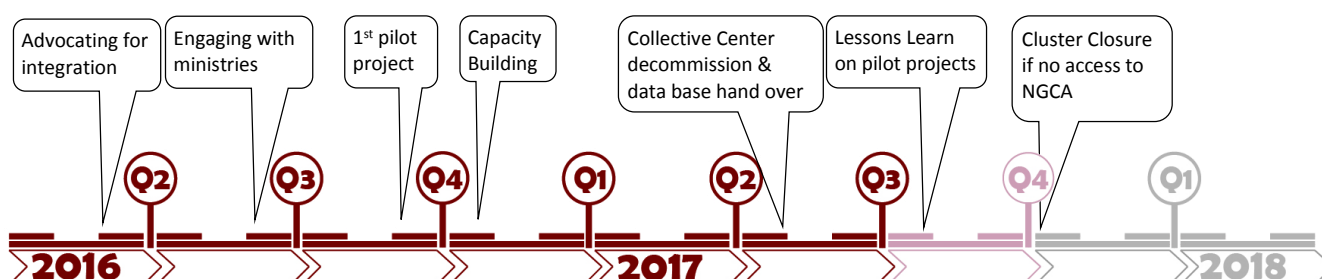 Advocating for
integration
Engaging with
ministries
1st pilot
project
Capacity
Building
Collective Center
decommission &
data base hand over
Lessons Learn
on pilot projects
Cluster Closure
if no access to
NGCA
Q2
Q3
Q4
Q1
Q2
Q3
Q4
Q1
2016
2017
2018